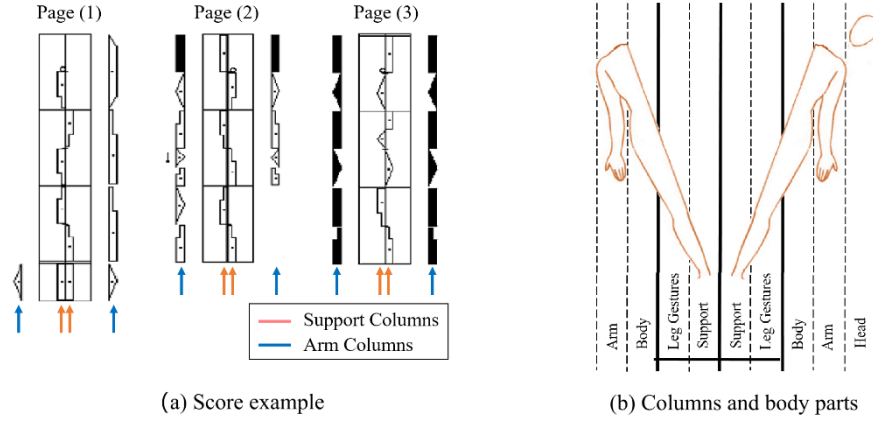 Page (1)
Page (2)
Page (3)
Support Columns
Arm Columns
(a) Score example
Arm
Body
Leg Gestures
Support
Support
Leg Gestures
Body
Arm
Head
(b) Columns and body parts